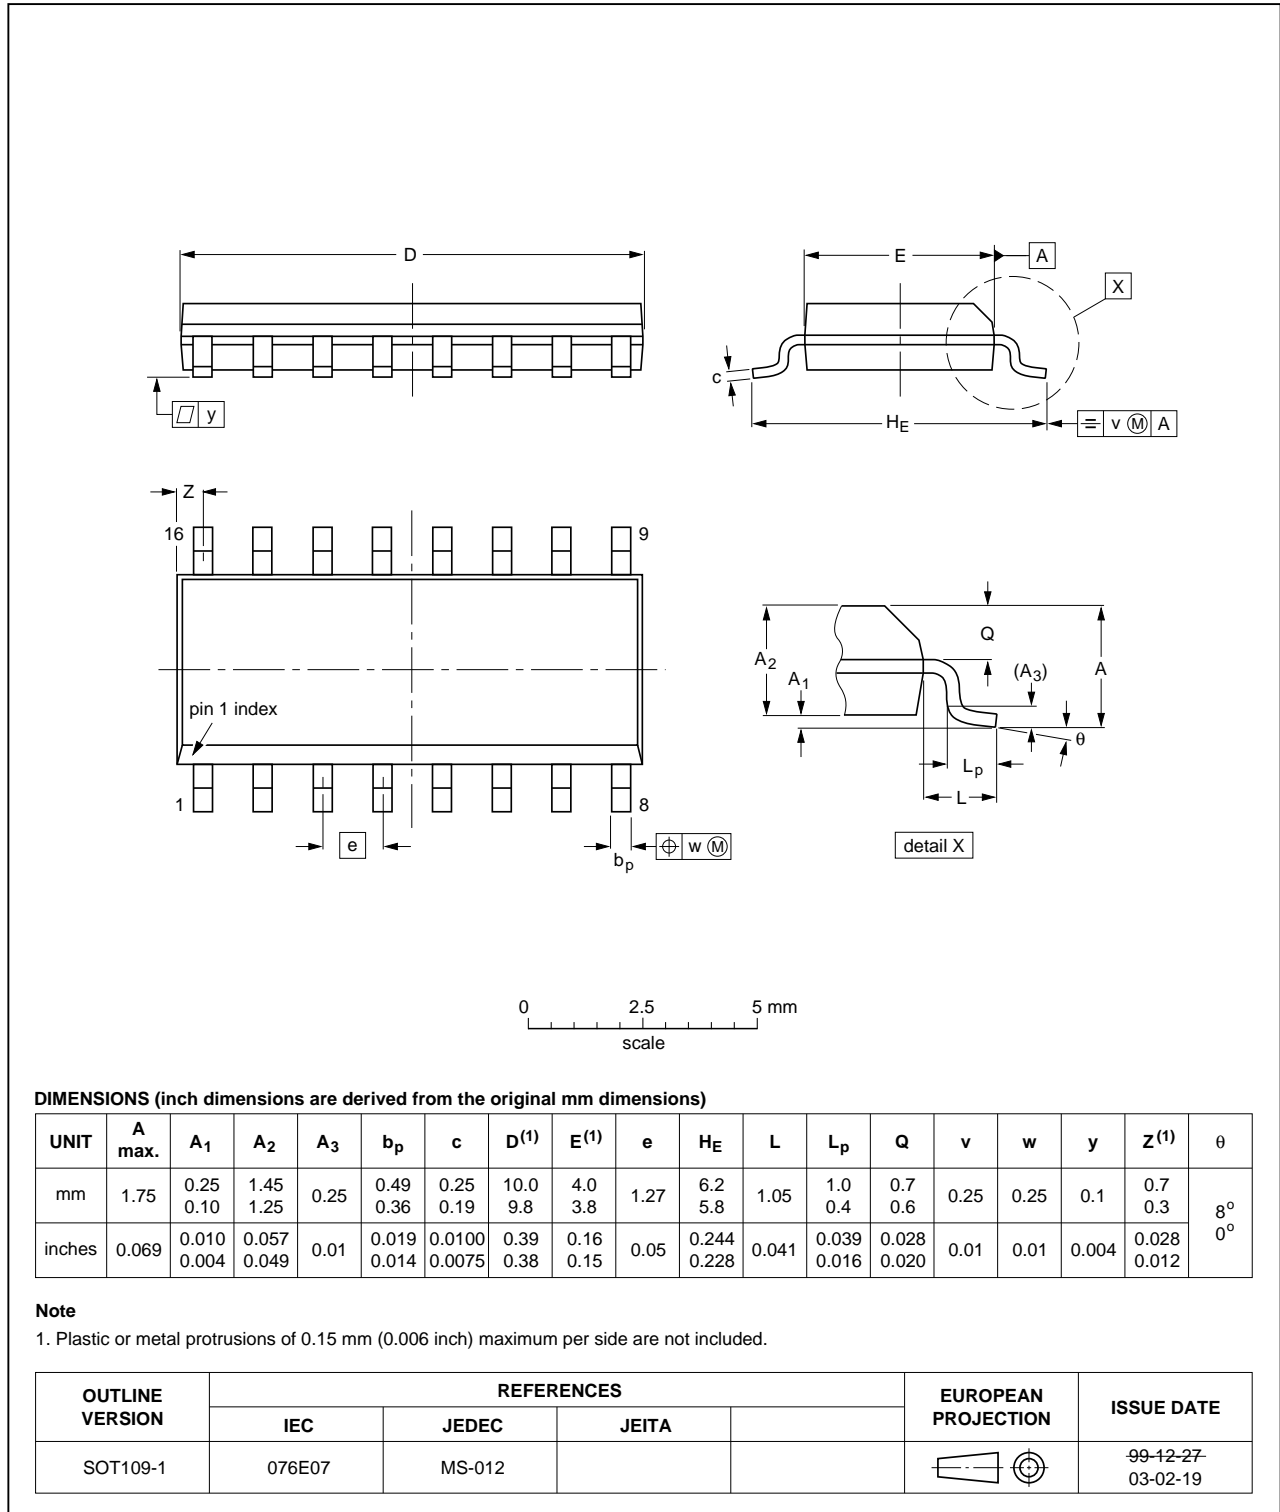 D
E
A
X
c
y
HE
v M A
Z
16
9
pin 1 index
1
8
e
bp
w M
A2
A1
Q
(A3)
A
θ
Lp
L
detail X
0 2.5 5 mm
scale
DIMENSIONS (inch dimensions are derived from the original mm dimensions)
UNIT A max. A1 A2 A3 bp c D(1) E(1) e HE L Lp Q v w y Z(1) θ
mm 1.75 0.25 0.10 1.45 1.25 0.25 0.49 0.36 0.25 0.19 10.0 9.8 4.0 3.8 1.27 6.2 5.8 1.05 1.0 0.4 0.7 0.6 0.25 0.25 0.1 0.7 0.3 8o 0o
inches 0.069 0.010 0.004 0.057 0.049 0.01 0.019 0.014 0.0100 0.0075 0.39 0.38 0.16 0.15 0.05 0.244 0.228 0.041 0.039 0.016 0.028 0.020 0.01 0.01 0.004 0.028 0.012
Note
1. Plastic or metal protrusions of 0.15 mm (0.006 inch) maximum per side are not included.
OUTLINE VERSION REFERENCES EUROPEAN PROJECTION ISSUE DATE
IEC JEDEC JEITA
SOT109-1 076E07 MS-012 99-12-27 03-02-19